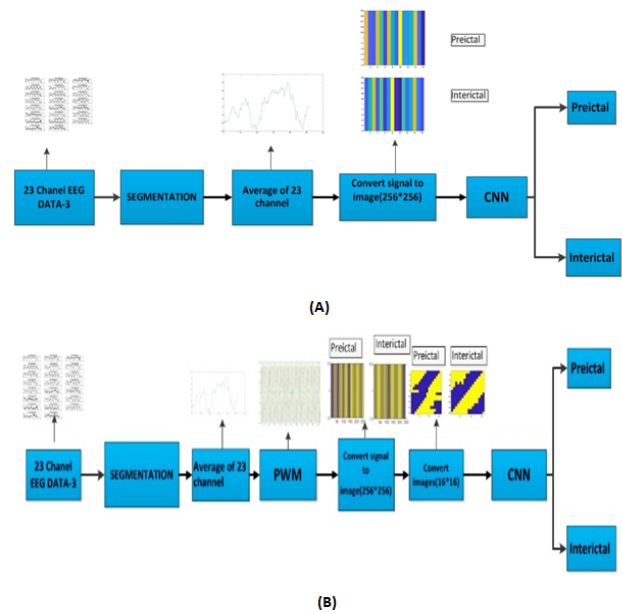 Preictal
Interictal
23 Chanel EEG
DATA-3
SEGMENTATION
Average of 23
channel
Convert signal to
image(256*256)
CNN
Preictal
Interictal
(A)
Preictal
Interictal
Preictal
Interictal
23 Chanel
EEG DATA-3
SEGMENTATION
Average of 23
channel
PWM
Convert signal
to
image(256*256)
Convert
images(16*16)
CNN
Preictal
Interictal
(B)